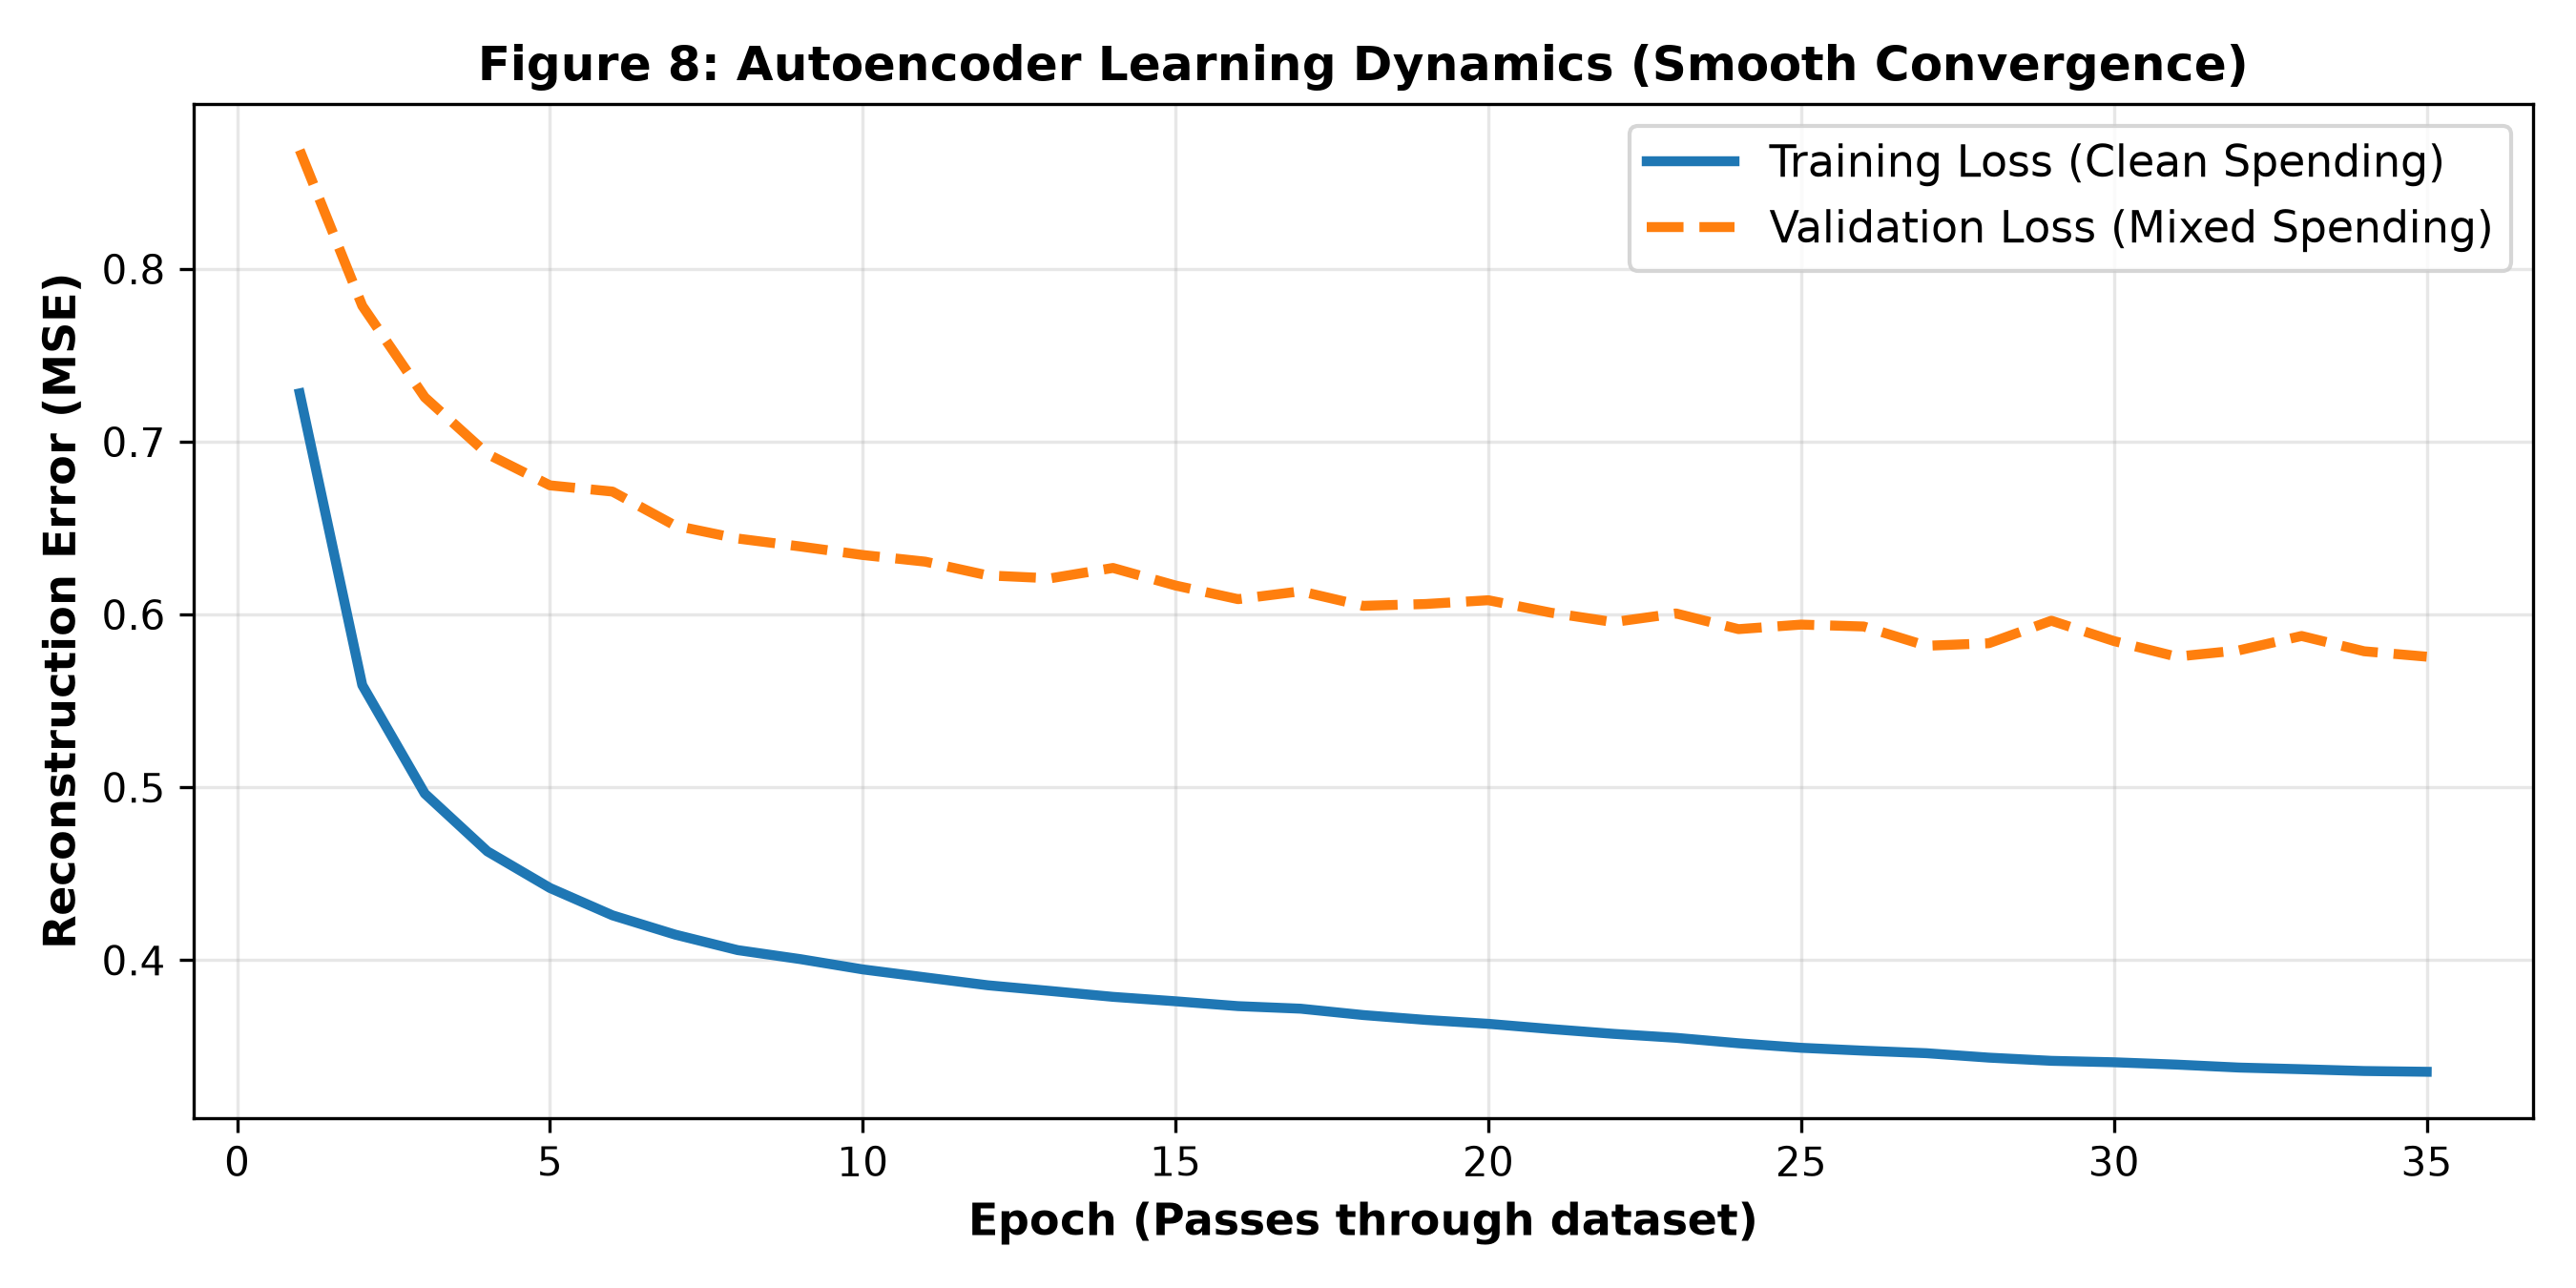 Figure 8: Autoencoder Learning Dynamics (Smooth Convergence)
Training Loss (Clean Spending)
Validation Loss (Mixed Spending)
Reconstruction Error (MSE)
0.8
0.7
0.6
0.5
0.4
0 5 10 15 20 25 30 35
Epoch (Passes through dataset)